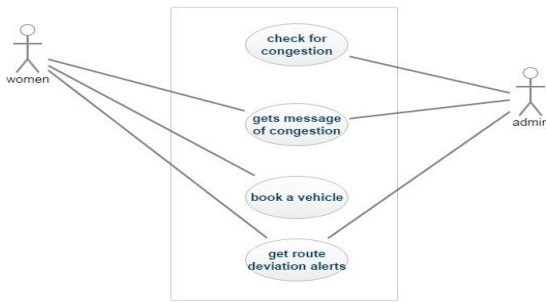 check for
congestion
women
gets message
of congestion
admin
book a vehicle
get route
deviation alerts